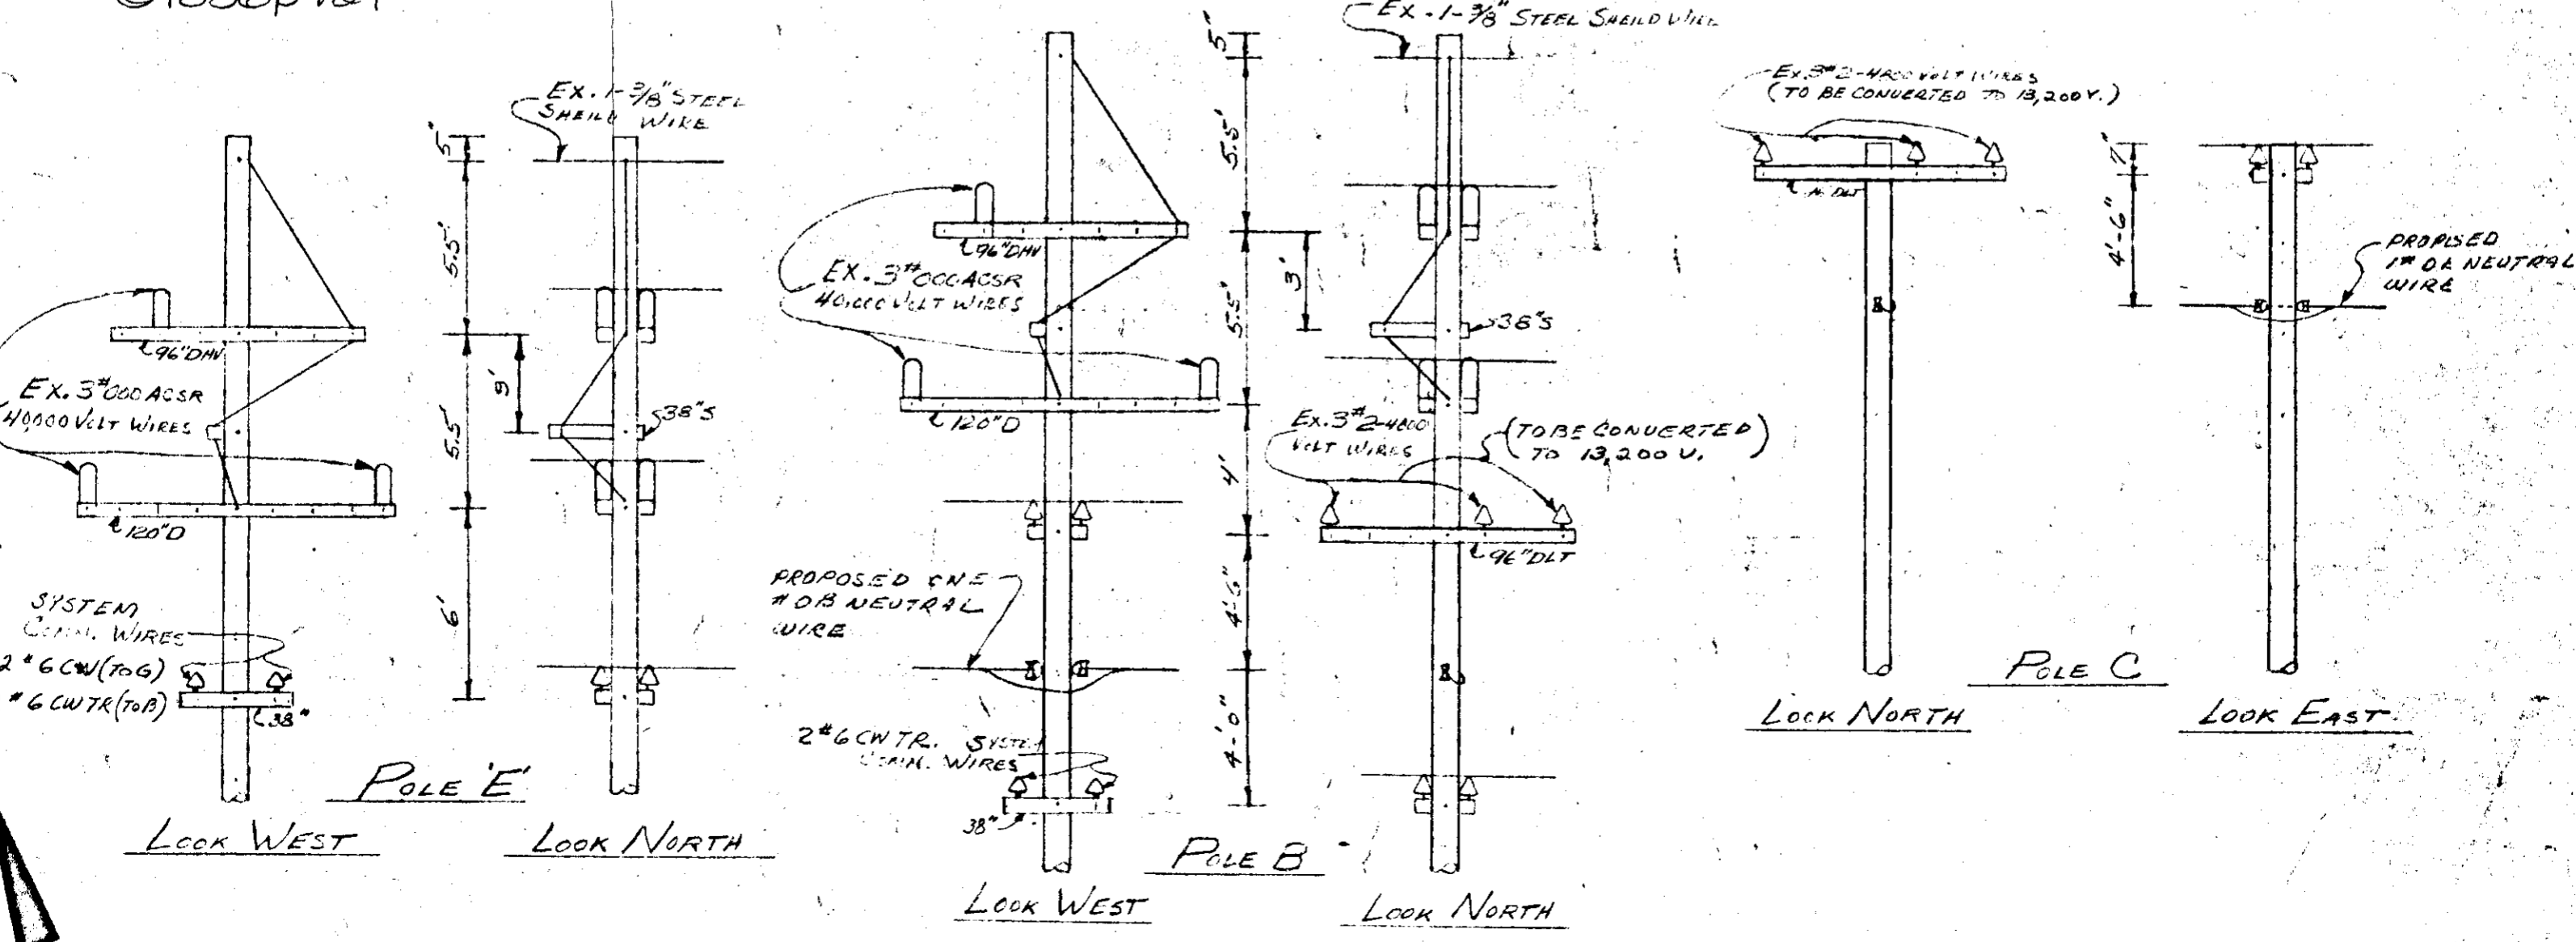 5"
5.5'
5.5'
3'
6'
EX. 1-3/8" STEEL
SHEILD WIRE
96"DHV
EX. 3#000 ACSR
40,000 VOLT WIRES
120"D
38"S
SYSTEM
COMM. WIRES
2 #6 CW (TO G)
#6 CWTR (TO B)
38"
POLE 'E'
LOOK WEST
LOOK NORTH
EX. 1-3/8" STEEL SHEILD WIRE
5"
5.5'
5.5'
3'
4'
4'-6"
4'-0"
96"DHV
EX. 3#000 ACSR
40,000 VOLT WIRES
120"D
38"S
EX. 3#2-4800
VOLT WIRES
(TO BE CONVERTED)
TO 13,200 V.
96"DLT
PROPOSED ONE
#0B NEUTRAL
WIRE
2#6 CW TR. SYSTEM
COMM. WIRES
38"
POLE B
LOOK WEST
LOOK NORTH
EX. 3#2-4800 VOLT WIRES
(TO BE CONVERTED TO 13,200 V.)
7"
4'-6"
PROPOSED
NEUTRAL
WIRE
POLE C
LOOK NORTH
LOOK EAST